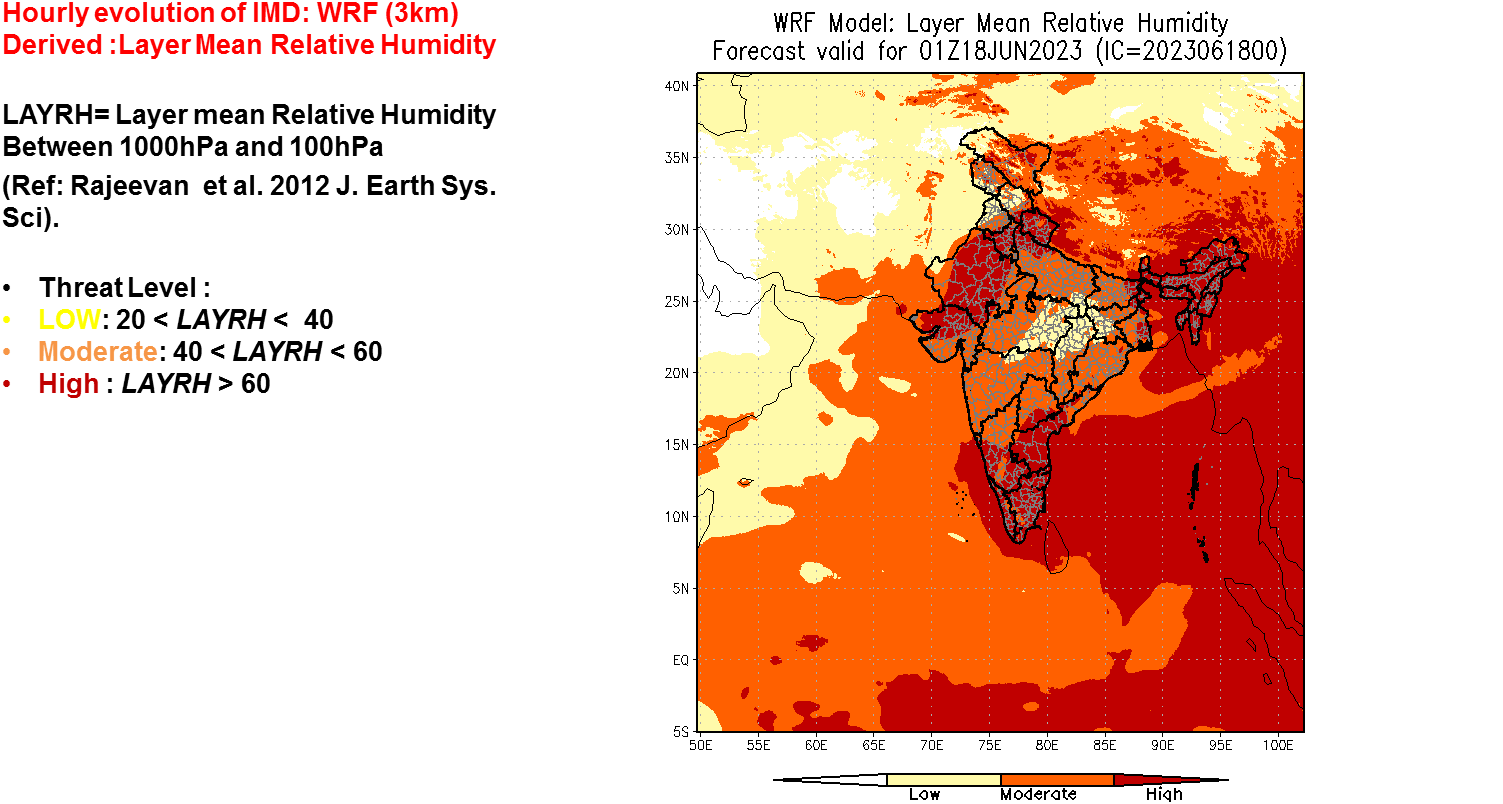 Hourly evolution of IMD: WRF (3km)
Derived :Layer Mean Relative Humidity
LAYRH= Layer mean Relative Humidity
Between 1000hPa and 100hPa
(Ref: Rajeevan et al. 2012 J. Earth Sys.
Sci).
• Threat Level :
• LOW: 20 < LAYRH < 40
• Moderate: 40 < LAYRH < 60
• High : LAYRH > 60
WRF Model: Layer Mean Relative Humidity
Forecast valid for 01Z18JUN2023 (IC=2023061800)
40N
35N
30N
25N
20N
15N
10N
5N
EQ
5S
50E 55E 60E 65E 70E 75E 80E 85E 90E 95E 100E
Low Moderate High